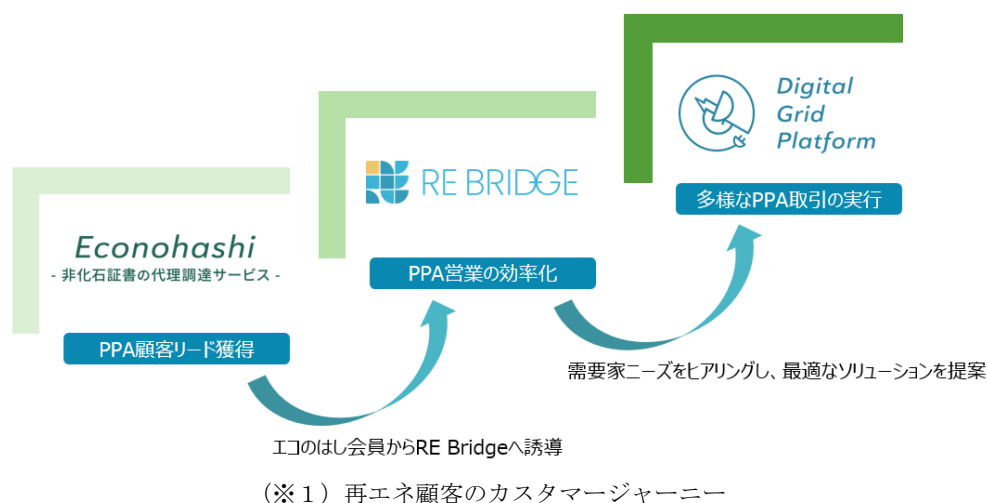 Digital
Grid
Platform
多様なPPA取引の実行
RE BRIDGE
PPA営業の効率化
Econohashi
- 非化石証書の代理調達サービス -
PPA顧客リード獲得
需要家ニーズをヒアリングし、最適なソリューションを提案
エコのはし会員からRE Bridgeへ誘導
(※１) 再エネ顧客のカスタマージャーニー